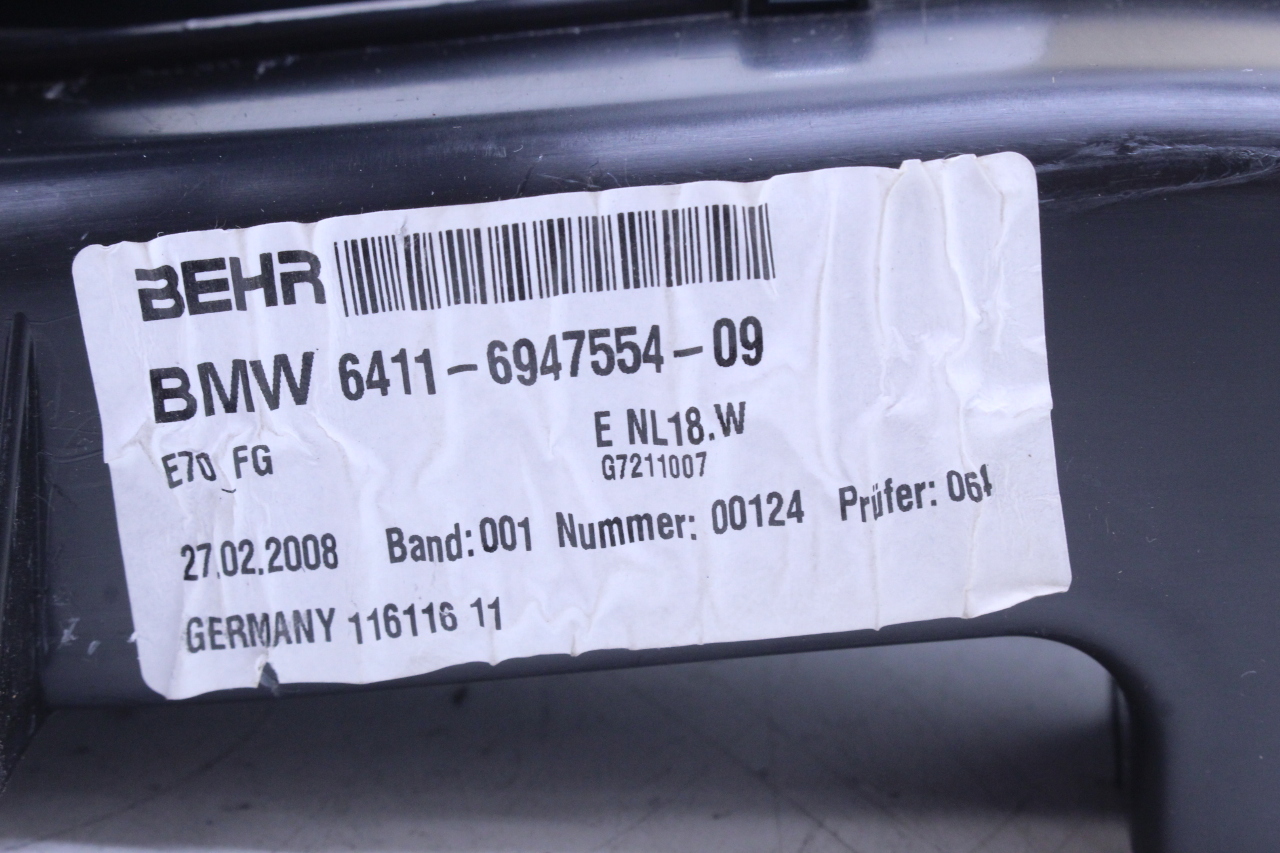 BEHR
BMW 6411-6947554-09
E70 FG E NL18.W
G7211007
27.02.2008 Band: 001 Nummer: 00124 Prüfer:
GERMANY 116116 11